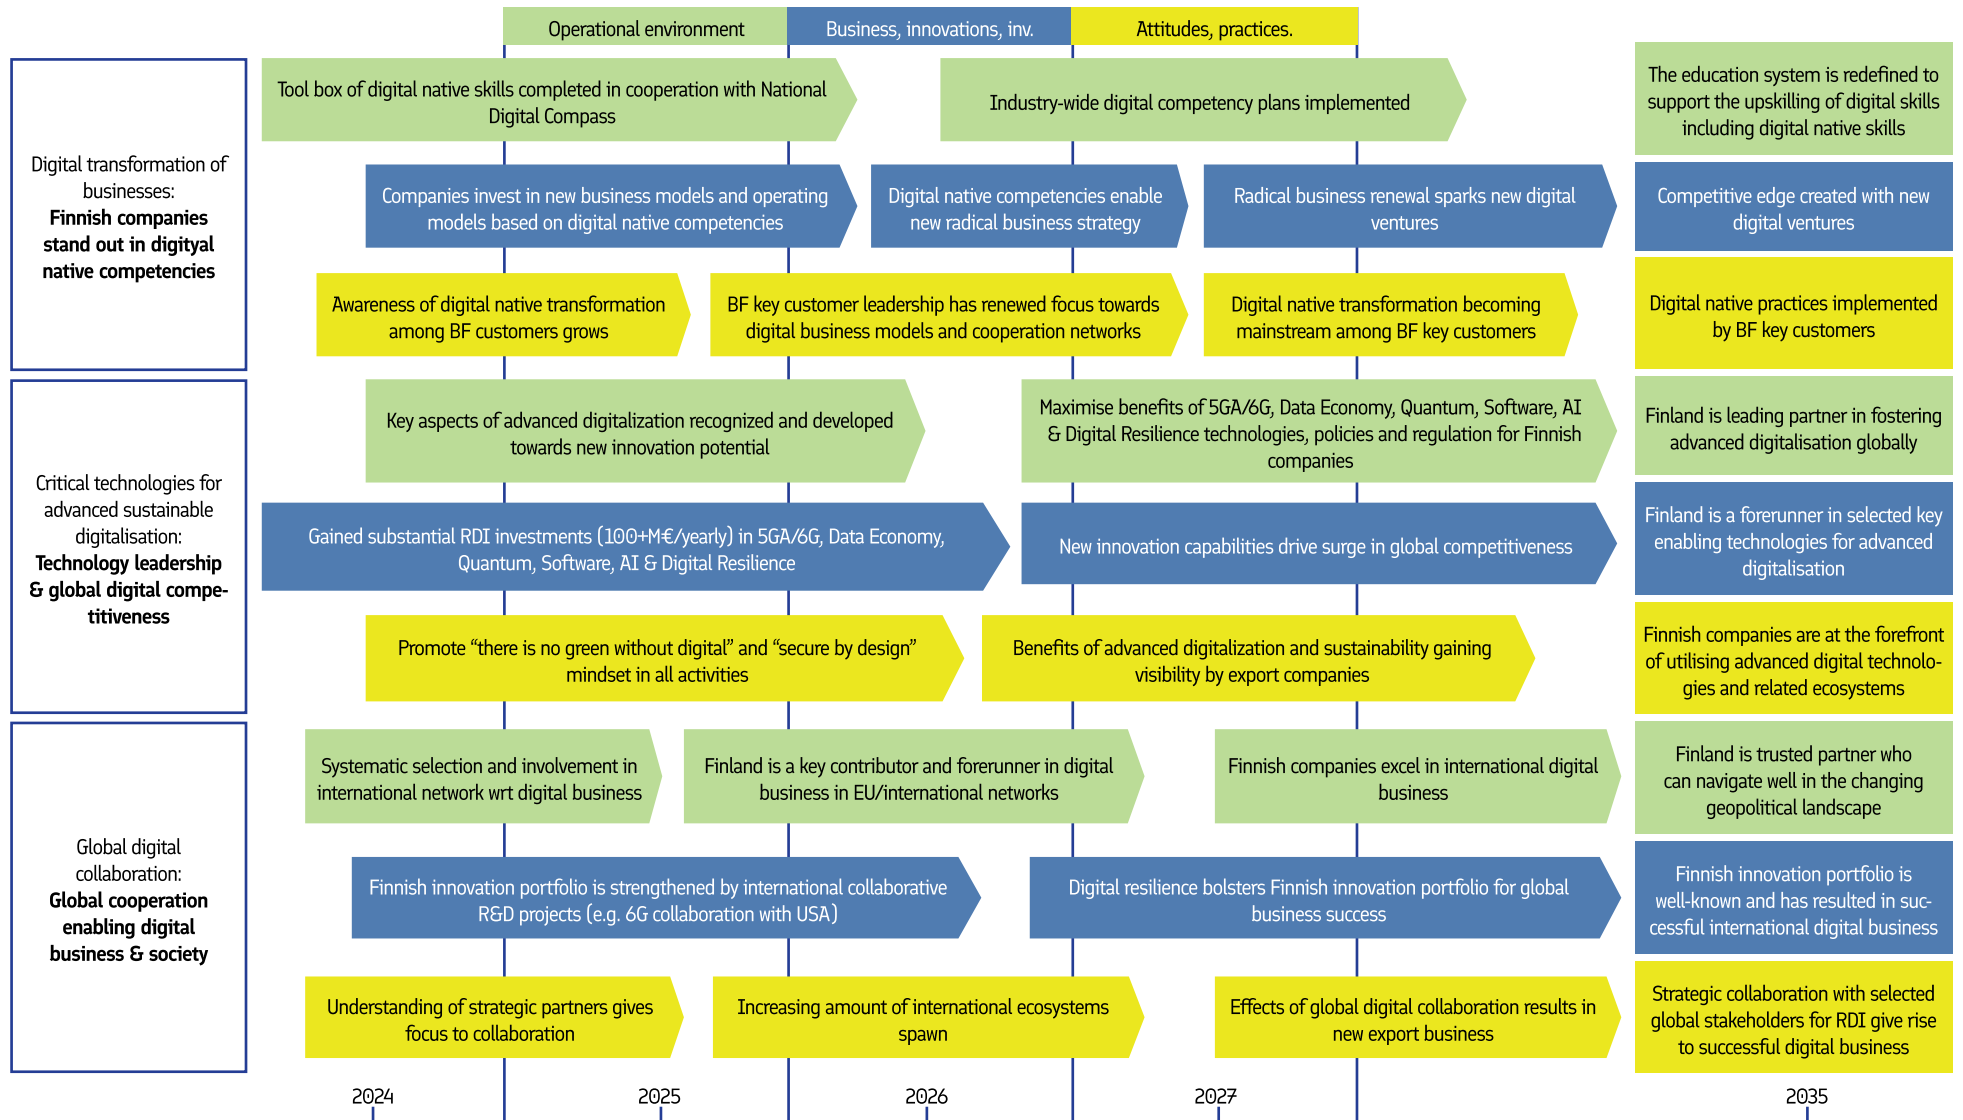 Operational environment
Business, innovations, inv.
Attitudes, practices.
Digital transformation of
businesses:
Finnish companies
stand out in digityal
native competencies
Tool box of digital native skills completed in cooperation with National
Digital Compass
Industry-wide digital competency plans implemented
The education system is redefined to
support the upskilling of digital skills
including digital native skills
Companies invest in new business models and operating
models based on digital native competencies
Digital native competencies enable
new radical business strategy
Radical business renewal sparks new digital
ventures
Competitive edge created with new
digital ventures
Awareness of digital native transformation
among BF customers grows
BF key customer leadership has renewed focus towards
digital business models and cooperation networks
Digital native transformation becoming
mainstream among BF key customers
Digital native practices implemented
by BF key customers
Critical technologies for
advanced sustainable
digitalisation:
Technology leadership
& global digital compe-
titiveness
Key aspects of advanced digitalization recognized and developed
towards new innovation potential
Maximise benefits of 5GA/6G, Data Economy, Quantum, Software, AI
& Digital Resilience technologies, policies and regulation for Finnish
companies
Finland is leading partner in fostering
advanced digitalisation globally
Gained substantial RDI investments (100+M€/yearly) in 5GA/6G, Data Economy,
Quantum, Software, AI & Digital Resilience
New innovation capabilities drive surge in global competitiveness
Finland is a forerunner in selected key
enabling technologies for advanced
digitalisation
Promote “there is no green without digital” and “secure by design”
mindset in all activities
Benefits of advanced digitalization and sustainability gaining
visibility by export companies
Finnish companies are at the forefront
of utilising advanced digital technolo-
gies and related ecosystems
Global digital
collaboration:
Global cooperation
enabling digital
business & society
Systematic selection and involvement in
international network wrt digital business
Finland is a key contributor and forerunner in digital
business in EU/international networks
Finnish companies excel in international digital
business
Finland is trusted partner who
can navigate well in the changing
geopolitical landscape
Finnish innovation portfolio is strengthened by international collaborative
R&D projects (e.g. 6G collaboration with USA)
Digital resilience bolsters Finnish innovation portfolio for global
business success
Finnish innovation portfolio is
well-known and has resulted in suc-
cessful international digital business
Understanding of strategic partners gives
focus to collaboration
Increasing amount of international ecosystems
spawn
Effects of global digital collaboration results in
new export business
Strategic collaboration with selected
global stakeholders for RDI give rise
to successful digital business
2024
2025
2026
2027
2035